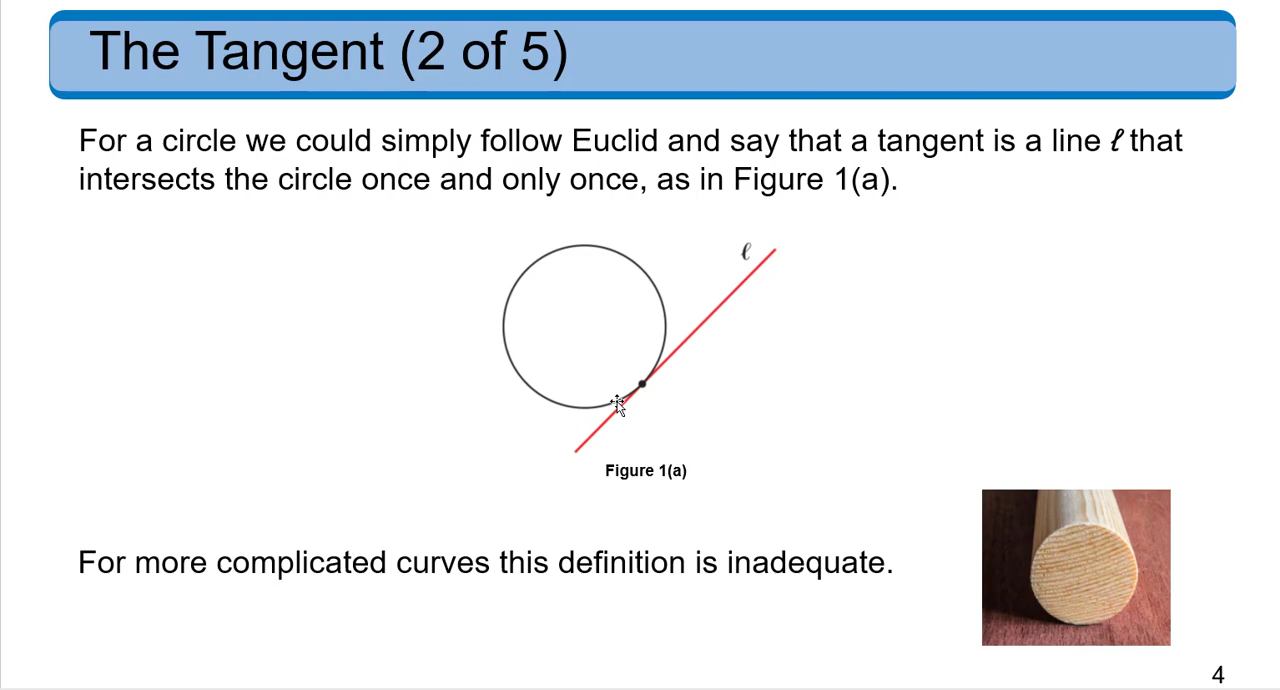 The Tangent (2 of 5)
For a circle we could simply follow Euclid and say that a tangent is a line ℓ that
intersects the circle once and only once, as in Figure 1(a).
ℓ
Figure 1(a)
For more complicated curves this definition is inadequate.
4